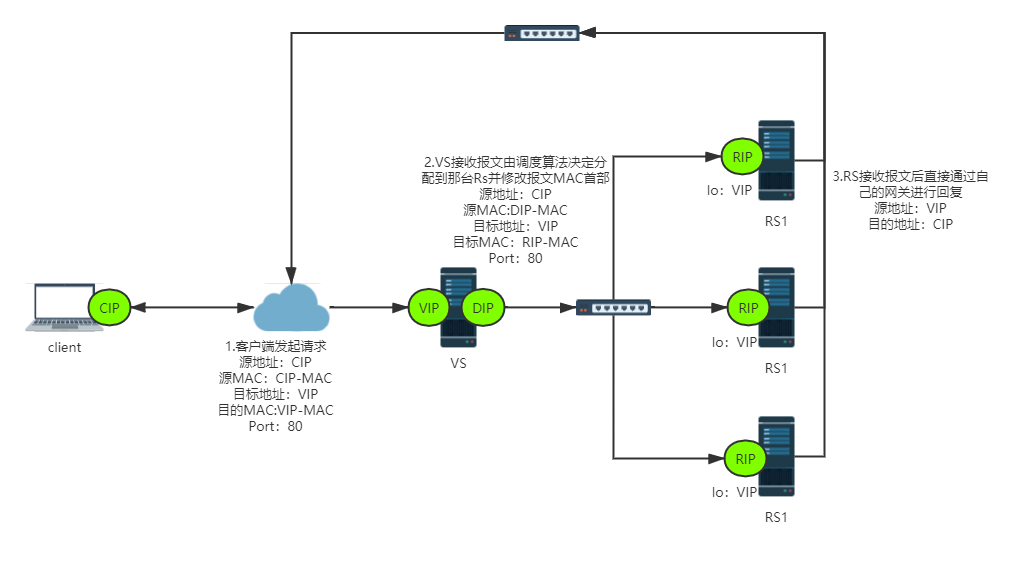 2.VS接收报文由调度算法决定分
配到那台Rs并修改报文MAC首部
源地址：CIP
源MAC:DIP-MAC
目标地址：VIP
目标MAC：RIP-MAC
Port：80
RIP
lo：VIP
RS1
3.RS接收报文后直接通过自
己的网关进行回复
源地址：VIP
目的地址：CIP
CIP
client
1.客户端发起请求
源地址：CIP
源MAC：CIP-MAC
目标地址：VIP
目的MAC:VIP-MAC
Port：80
VIP
DIP
VS
RIP
lo：VIP
RS1
RIP
lo：VIP
RS1